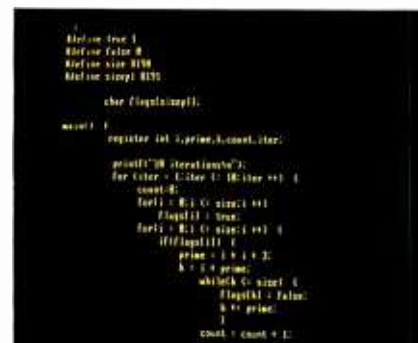 #define true 1
#define false 0
#define size 8190
#define sizepl 8191
char flags[sizepl];
main() {
register int i,prime,k,count,iter;
printf("10 iterations\n");
for (iter = 1;iter <= 10;iter ++) {
count=0;
for(i = 0;i <= size;i ++)
flags[i] = true;
for(i = 0;i <= size;i ++) {
if(flags[i]) {
prime = i + i + 3;
k = i + prime;
while(k <= size) {
flags[k] = false;
k += prime;
}
count = count + 1;